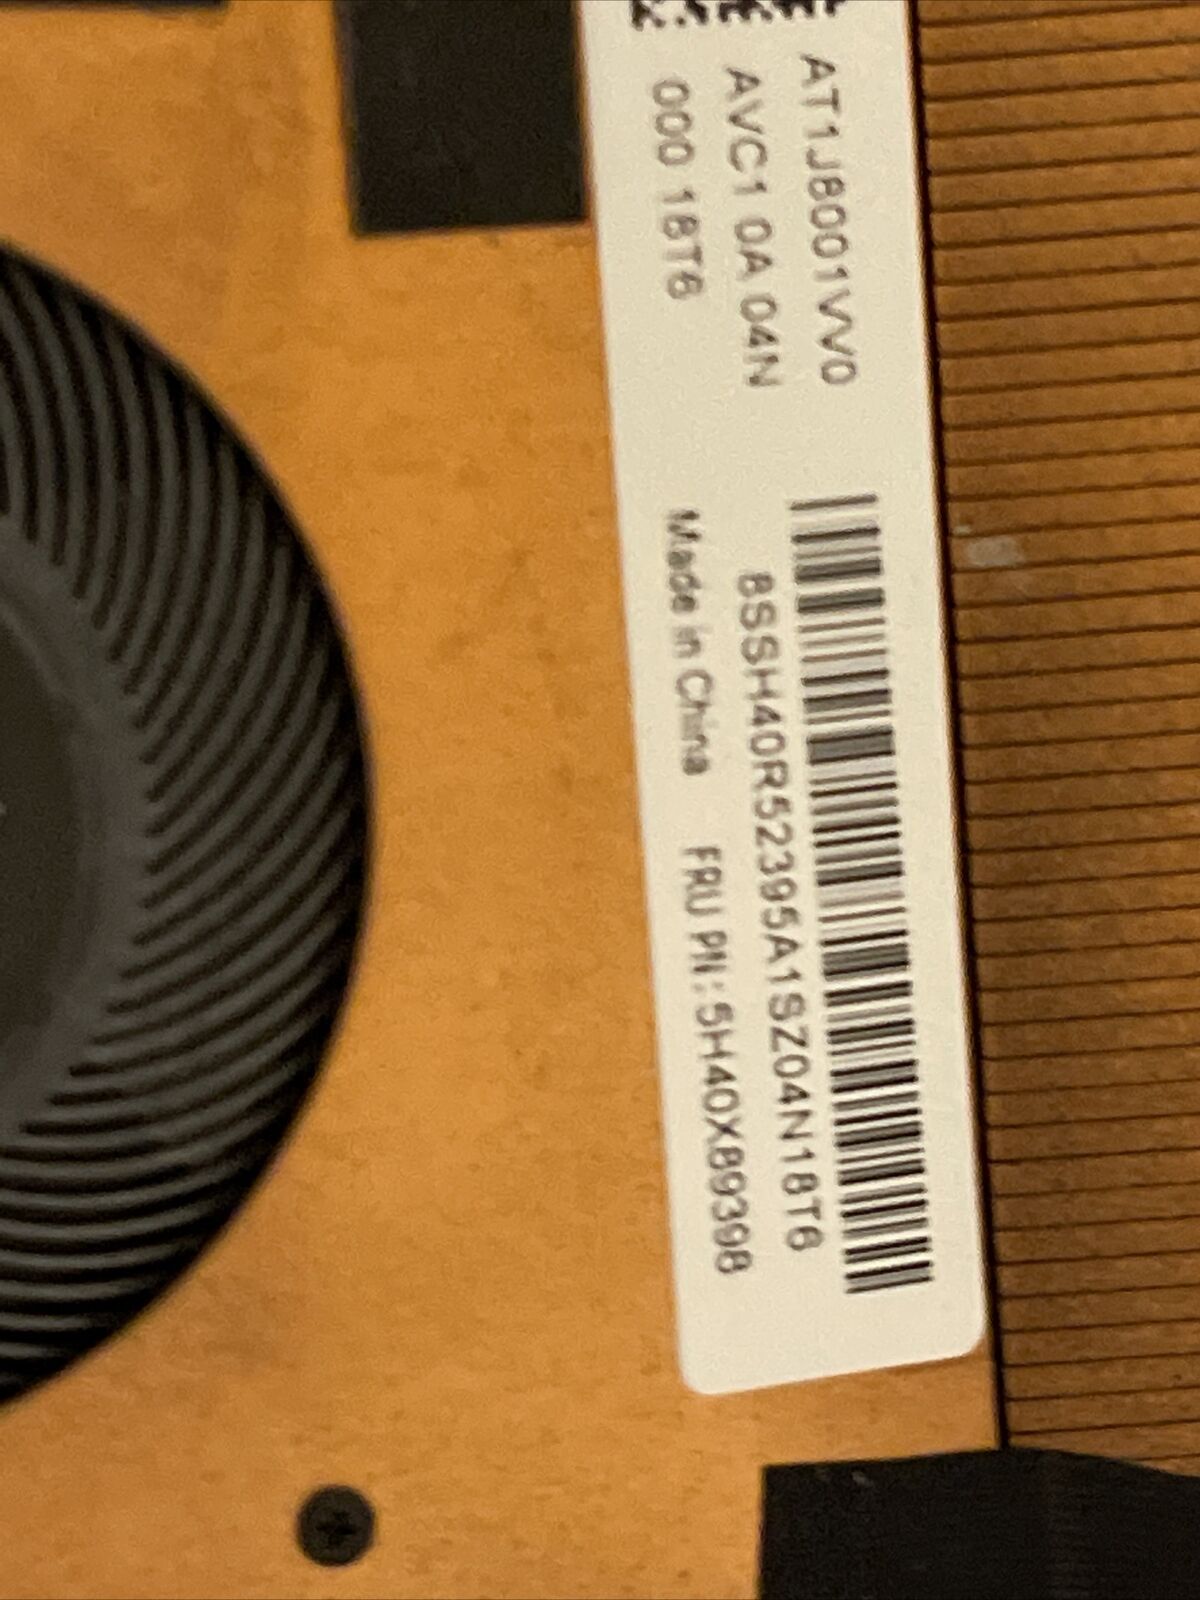 AT1J8001VV0
AVC1 0A 04N
000 18T6
8SSH40R52395A1SZ04N18T6
Made in China FRU PN:5H40X89398